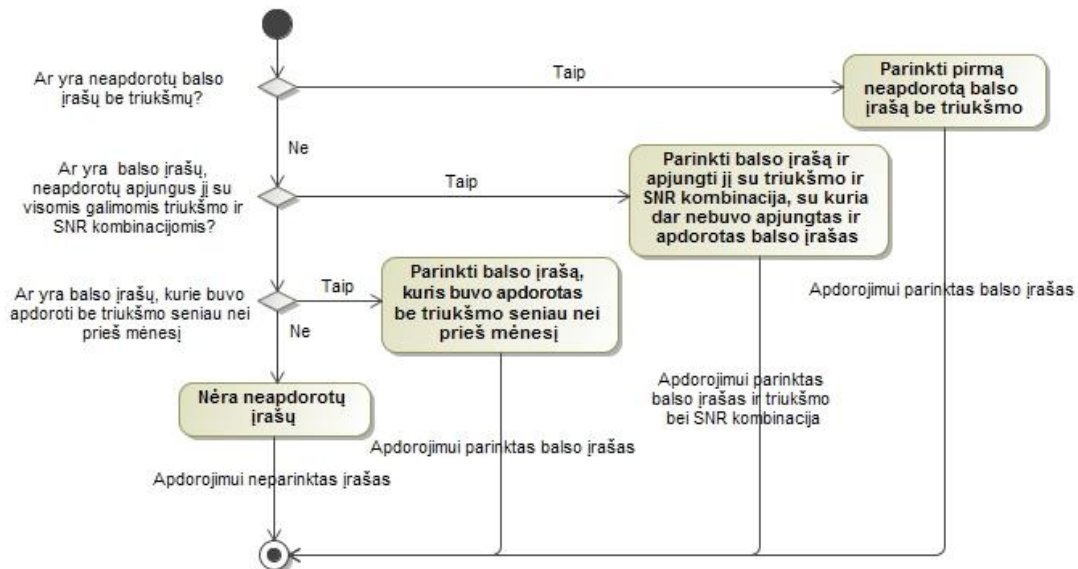 Ar yra neapdorotų balso
įrašų be triukšmų?
Taip
Parinkti pirmą
neapdorotą balso
įrašą be triukšmo
Ne
Ar yra  balso įrašų,
neapdorotų apjungus jį su
visomis galimomis triukšmo ir
SNR kombinacijomis?
Taip
Parinkti balso įrašą ir
apjungti jį su triukšmo ir
SNR kombinacija, su kuria
dar nebuvo apjungtas ir
apdorotas balso įrašas
Ar yra balso įrašų, kurie buvo
apdoroti be triukšmo seniau nei
prieš mėnesį
Taip
Parinkti balso įrašą,
kuris buvo apdorotas
be triukšmo seniau nei
prieš mėnesį
Apdorojimui parinktas balso įrašas
Ne
Nėra neapdorotų
įrašų
Apdorojimui parinktas
balso įrašas ir triukšmo
bei SNR kombinacija
Apdorojimui parinktas balso įrašas
Apdorojimui neparinktas įrašas